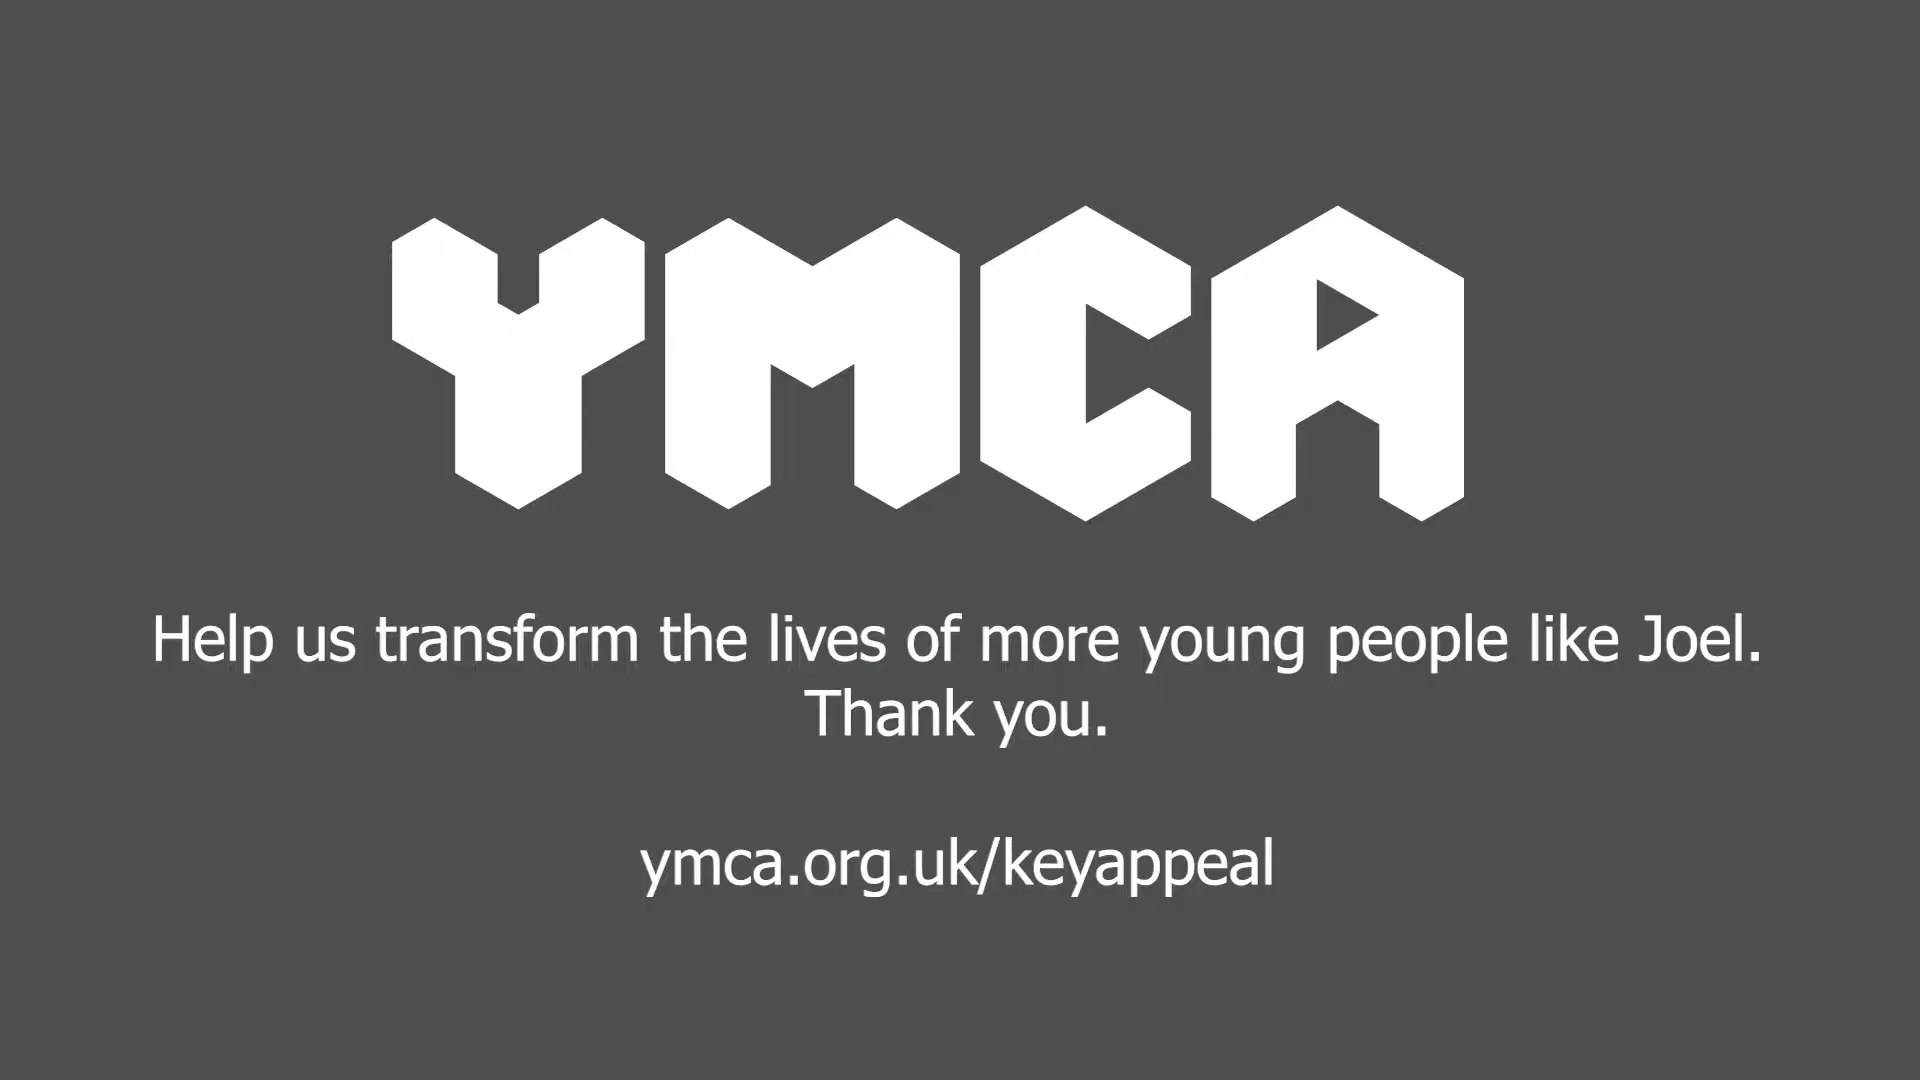 YMCA
Help us transform the lives of more young people like Joel.
Thank you.
ymca.org.uk/keyappeal